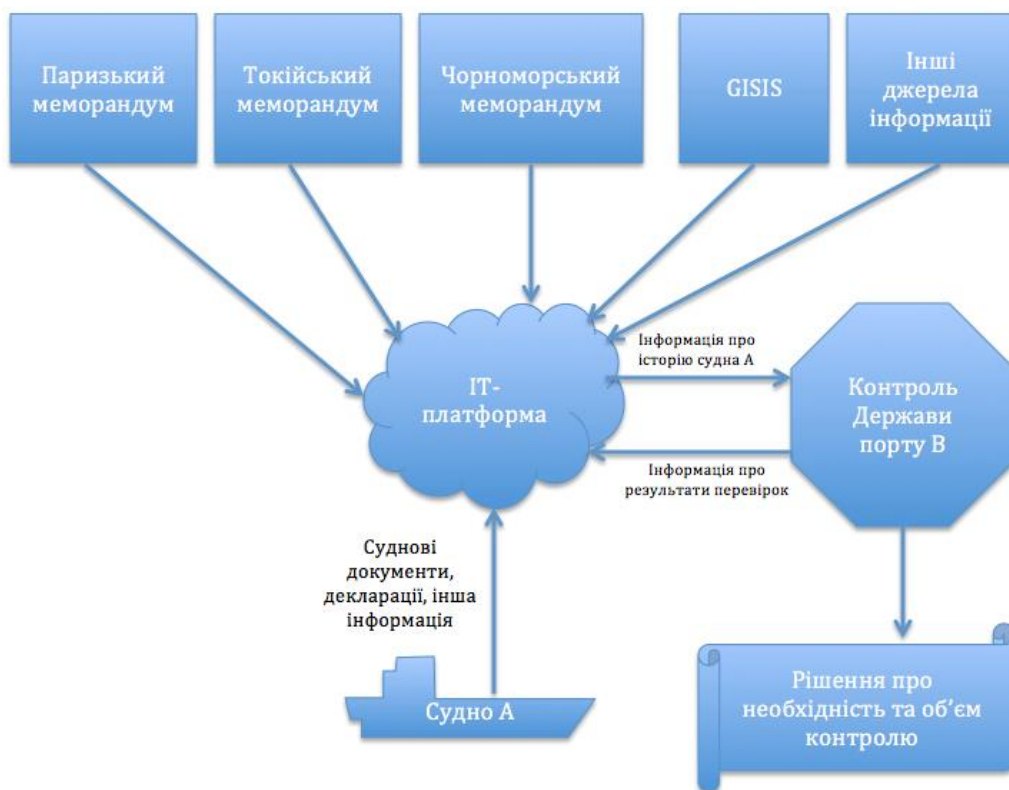 Паризький
меморандум
Токійський
меморандум
Чорноморський
меморандум
GISIS
Інші
джерела
інформації
ІТ-
платформа
Інформація про
історію судна А
Контроль
Держави
порту В
Інформація про
результати перевірок
Суднові
документи,
декларації, інша
інформація
Судно А
Рішення про
необхідність та об’єм
контролю